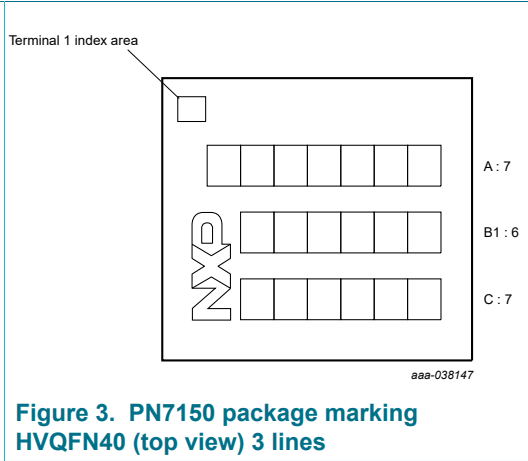 Terminal 1 index area
A : 7
B1 : 6
NXP
C : 7
aaa-038147
Figure 3. PN7150 package marking
HVQFN40 (top view) 3 lines